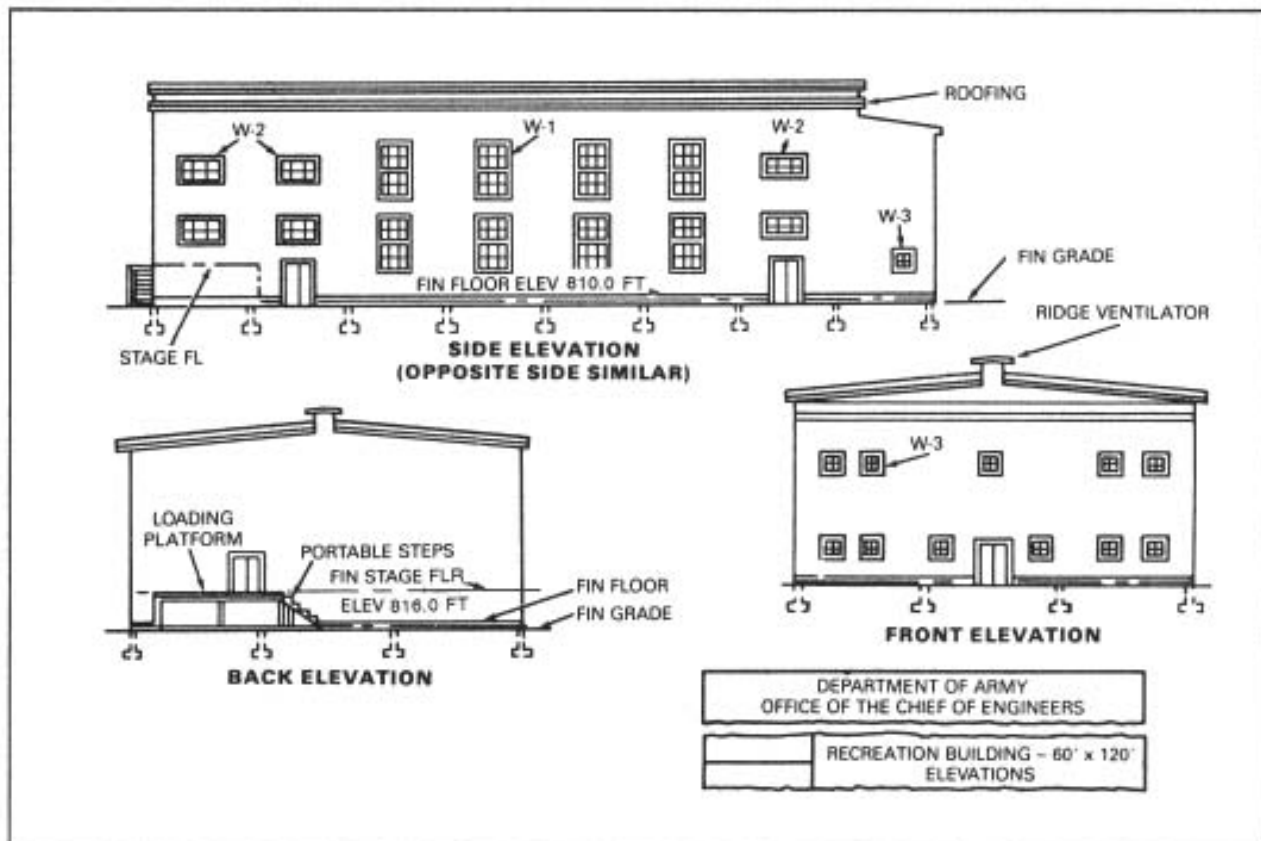 ROOFING
W-2
W-1
W-2
W-3
FIN GRADE
FIN FLOOR ELEV 810.0 FT
STAGE FL
SIDE ELEVATION
(OPPOSITE SIDE SIMILAR)
RIDGE VENTILATOR
W-3
FRONT ELEVATION
LOADING
PLATFORM
PORTABLE STEPS
FIN STAGE FLR
ELEV 816.0 FT
FIN FLOOR
FIN GRADE
BACK ELEVATION
DEPARTMENT OF ARMY
OFFICE OF THE CHIEF OF ENGINEERS
RECREATION BUILDING - 60' x 120'
ELEVATIONS